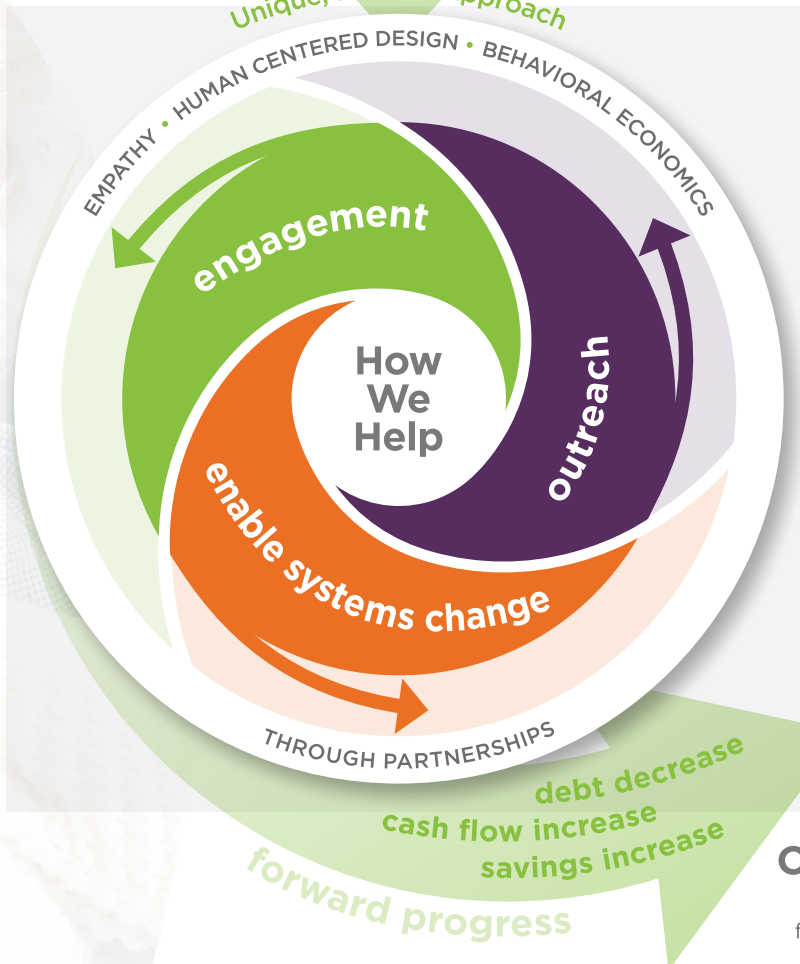 Unique, approach
EMPATHY • HUMAN CENTERED DESIGN • BEHAVIORAL ECONOMICS
engagement
outreach
How
We
Help
enable systems change
THROUGH PARTNERSHIPS
debt decrease
cash flow increase
savings increase
forward progress